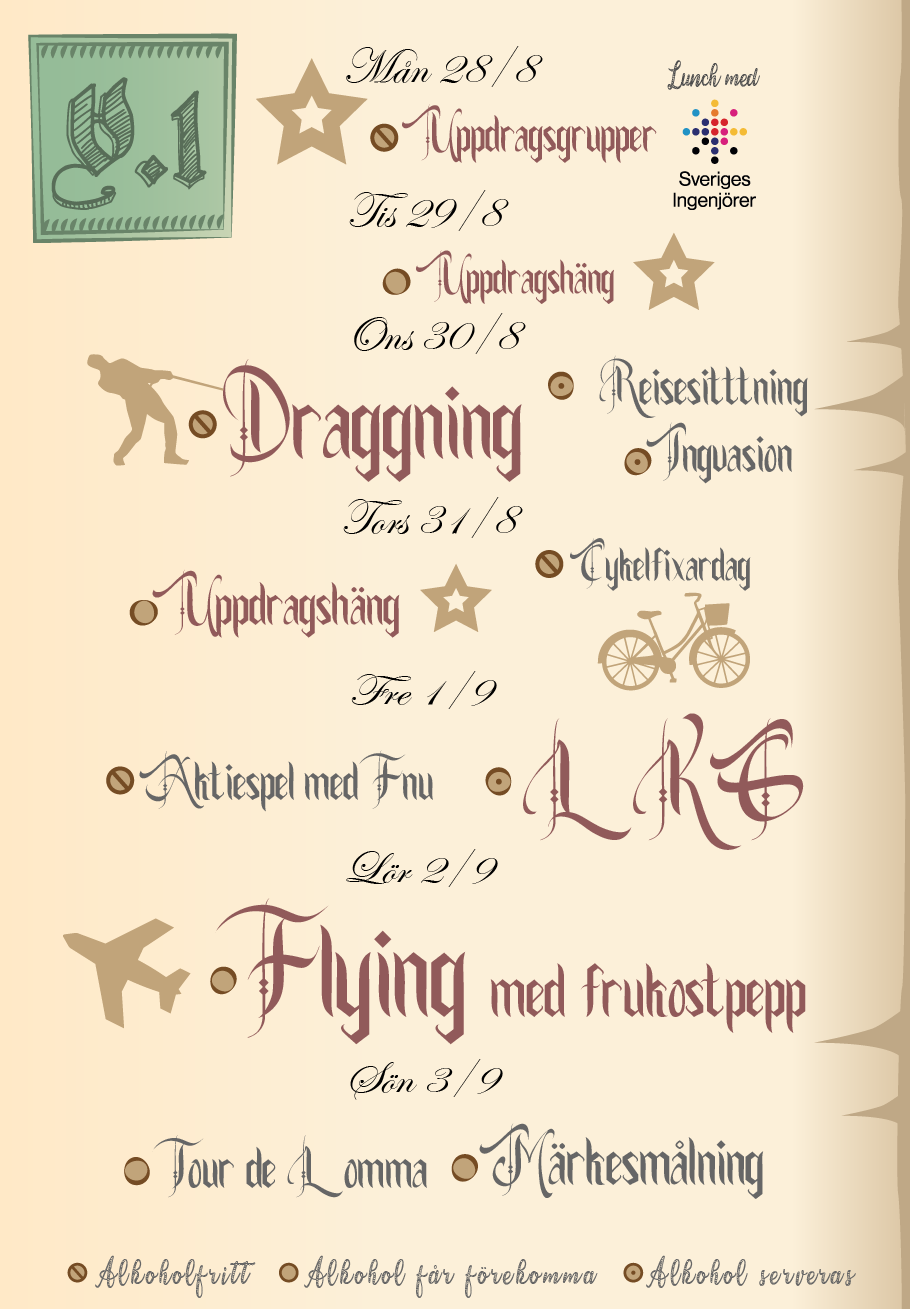 V.1
Mån 28/8
Lunch med
Sveriges
Ingenjörer
Uppdragsgrupper
Tis 29/8
Uppdragshäng
Ons 30/8
Draggning
Reisesitttning
Ingvasion
Tors 31/8
Uppdragshäng
Cykelfixardag
Fre 1/9
Aktiespel med Fnu
L K G
Lör 2/9
Flying med frukostpepp
Sön 3/9
Tour de Lomma
Märkesmålning
Alkoholfritt
Alkohol får förekomma
Alkohol serveras